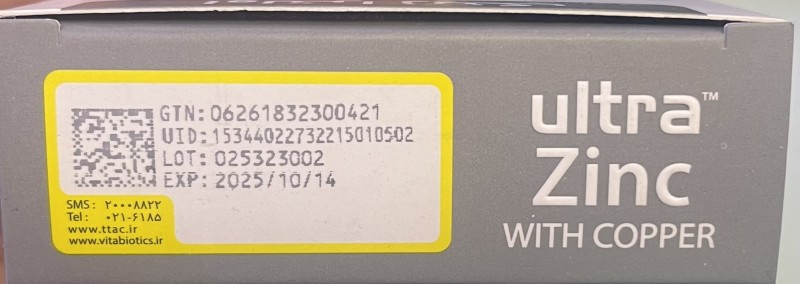 GTN: 06261832300421
UID: 15344022732215010502
LOT: 025323002
EXP: 2025/10/14
SMS: ۲۰۰۰۸۸۲۲
Tel: ۰۲۱-۶۱۸۵
www.ttac.ir
www.vitabiotics.ir
ultra™
Zinc
WITH COPPER